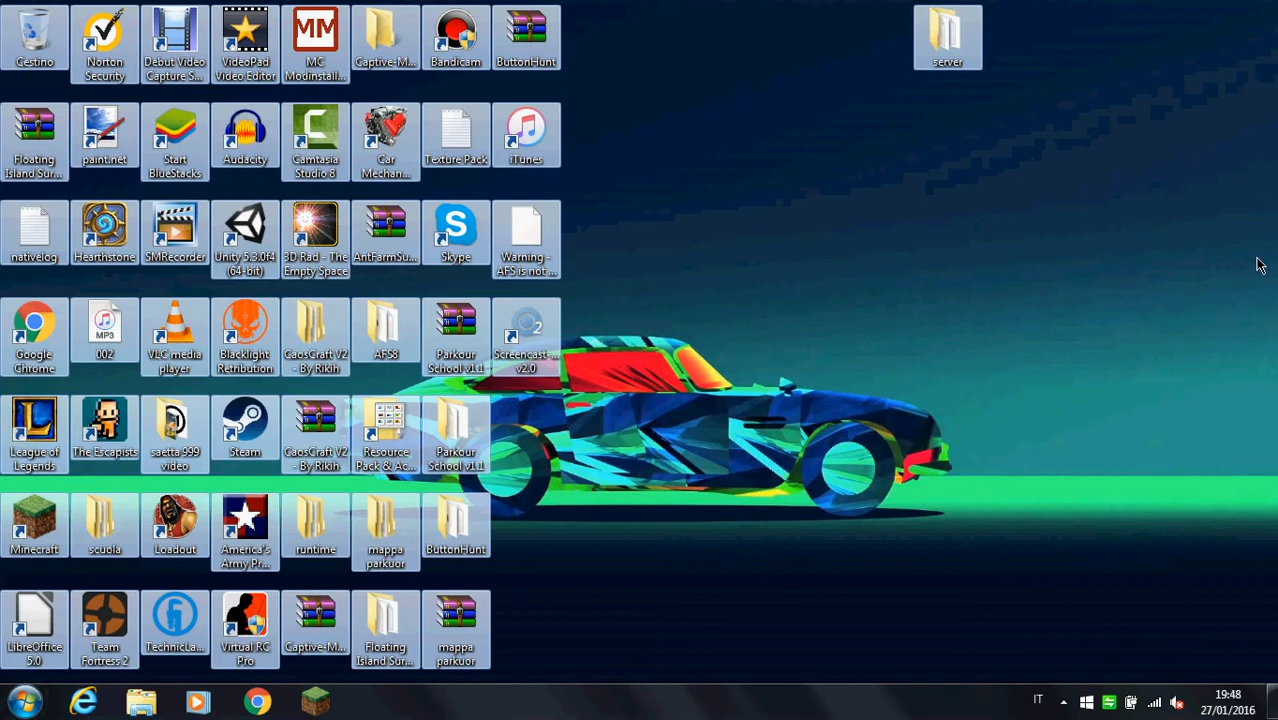 Cestino
Norton
Security
Debut Video
Capture S...
VideoPad
Video Editor
MM
MC
Modinstall...
Captive-M...
Bandicam
ButtonHunt
server
Floating
Island Sur...
paint.net
Start
BlueStacks
Audacity
Camtasia
Studio 8
Car
Mechan...
Texture Pack
iTunes
nativelog
Hearthstone
SMRecorder
Unity 5.3.0f4
(64-bit)
3D Rad - The
Empty Space
AntFarmSu...
Skype
Warning -
AFS is not ...
Google
Chrome
MP3
002
VLC media
player
Blacklight
Retribution
CaosCraft V2
- By Rikih
AFS8
Parkour
School v1.1
2
Screencast-...
v2.0
League of
Legends
The Escapists
saetta 999
video
Steam
CaosCraft V2
- By Rikih
Resource
Pack & Ac...
Parkour
School v1.1
Minecraft
scuola
Loadout
America's
Army Pr...
runtime
mappa
parkuor
ButtonHunt
LibreOffice
5.0
Team
Fortress 2
TechnicLa...
Virtual RC
Pro
Captive-M...
Floating
Island Sur...
mappa
parkuor
IT
19:48
27/01/2016